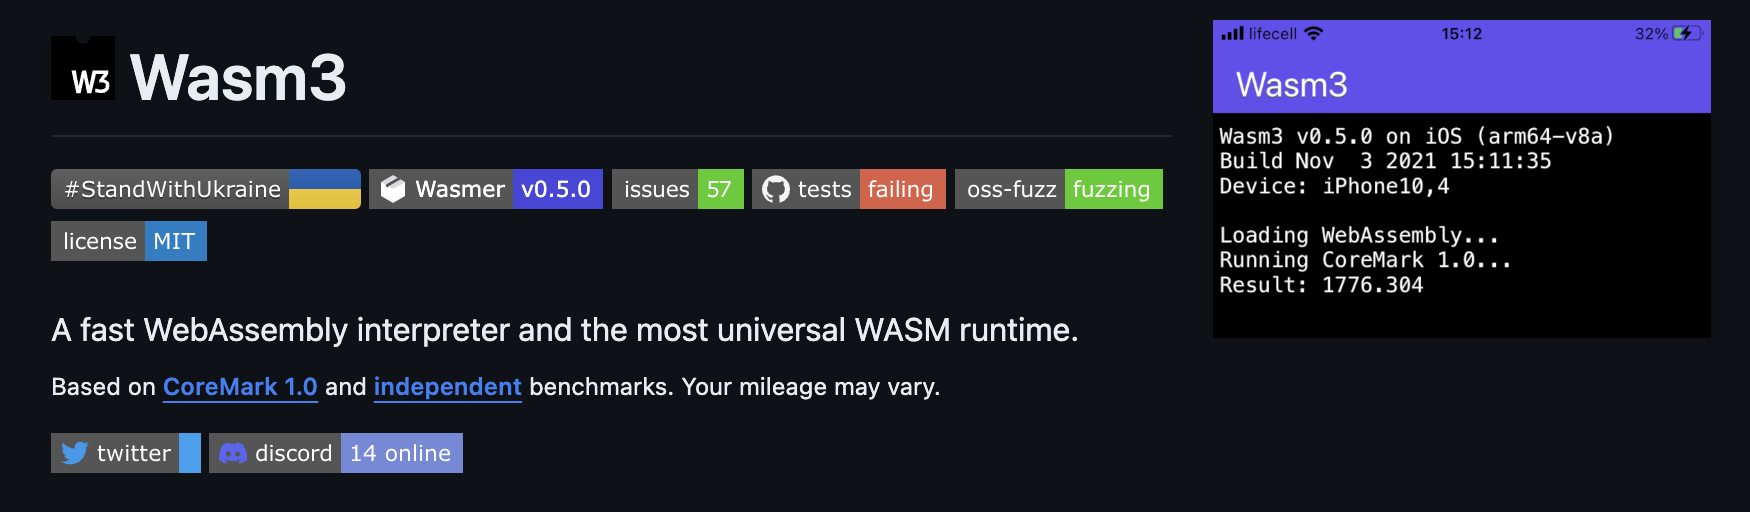 W3 Wasm3
#StandWithUkraine Wasmer v0.5.0 issues 57 tests failing oss-fuzz fuzzing
license MIT
A fast WebAssembly interpreter and the most universal WASM runtime.
Based on CoreMark 1.0 and independent benchmarks. Your mileage may vary.
twitter discord 14 online
lifecell 15:12 32%
Wasm3
Wasm3 v0.5.0 on iOS (arm64-v8a)
Build Nov  3 2021 15:11:35
Device: iPhone10,4
Loading WebAssembly...
Running CoreMark 1.0...
Result: 1776.304